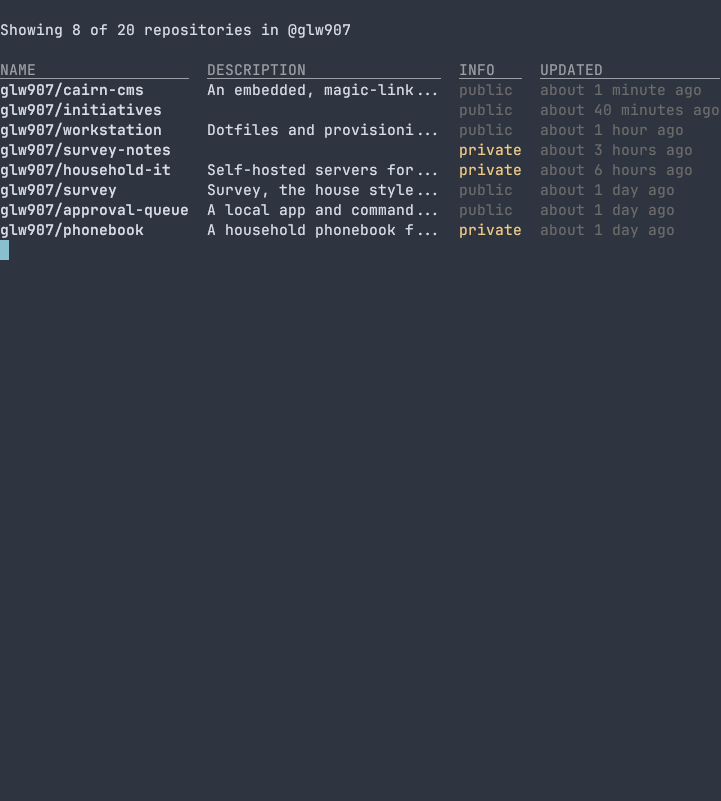 Showing 8 of 20 repositories in @glw907
NAME DESCRIPTION INFO UPDATED
glw907/cairn-cms An embedded, magic-link... public about 1 minute ago
glw907/initiatives public about 40 minutes ago
glw907/workstation Dotfiles and provisioni... public about 1 hour ago
glw907/survey-notes private about 3 hours ago
glw907/household-it Self-hosted servers for... private about 6 hours ago
glw907/survey Survey, the house style... public about 1 day ago
glw907/approval-queue A local app and command... public about 1 day ago
glw907/phonebook A household phonebook f... private about 1 day ago